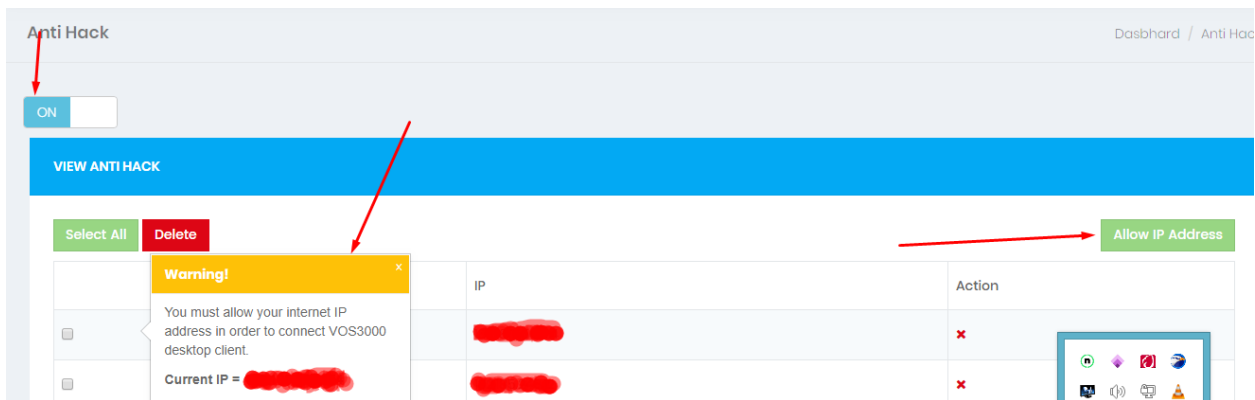 Anti Hack
Dasbhard / Anti Hac
ON
VIEW ANTI HACK
Select All Delete
Allow IP Address
Warning!
x
IP
Action
You must allow your internet IP
address in order to connect VOS3000
desktop client.
Current IP =